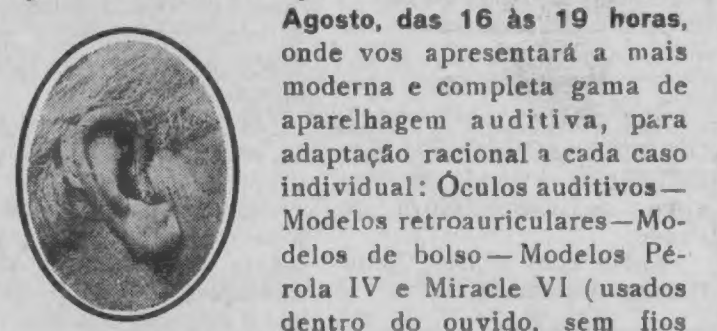 Agosto, das 16 às 19 horas,
onde vos apresentará a mais
moderna e completa gama de
aparelhagem auditiva, para
adaptação racional a cada caso
individual: Óculos auditivos—
Modelos retroauriculares—Mo-
delos de bolso—Modelos Pé-
rola IV e Miracle VI (usados
dentro do ouvido, sem fios